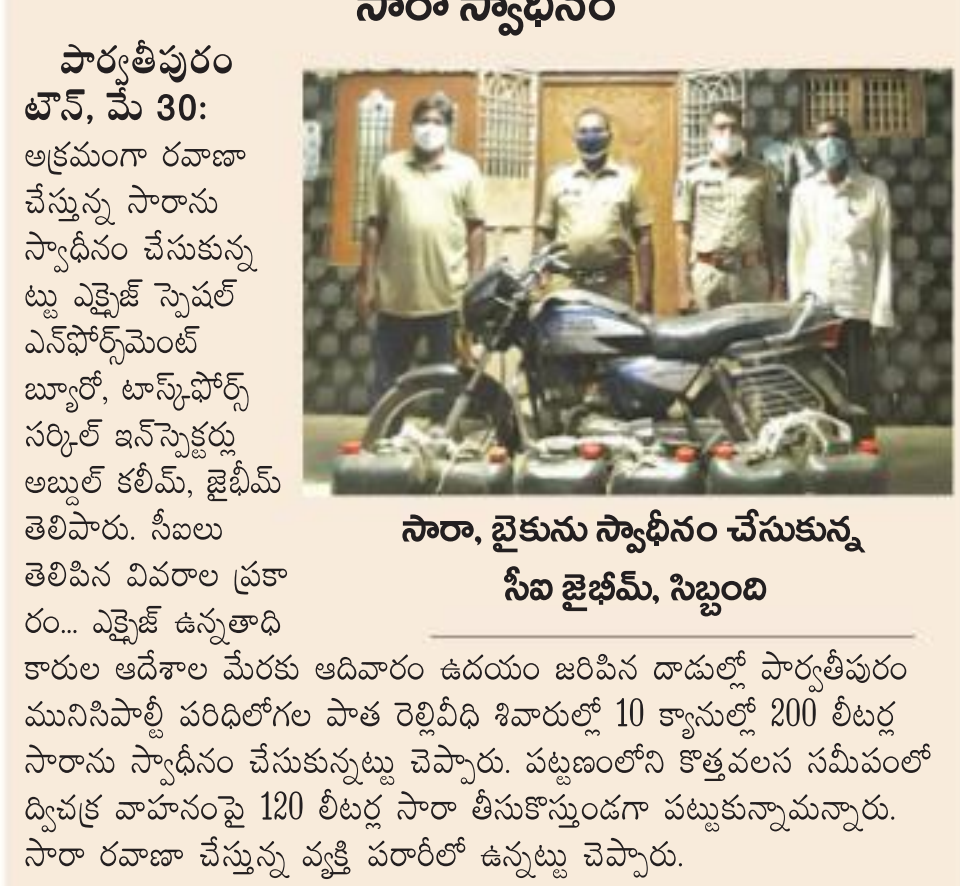 సారా స్వాధీనం
పార్వతీపురం
టౌన్, మే 30:
అక్రమంగా రవాణా
చేస్తున్న సారాను
స్వాధీనం చేసుకున్న
ట్టు ఎక్సైజ్ స్పెషల్
ఎన్‌ఫోర్స్‌మెంట్
బ్యూరో, టాస్క్‌ఫోర్స్
సర్కిల్ ఇన్‌స్పెక్టర్లు
అబ్దుల్ కలీమ్, జైభీమ్
తెలిపారు. సీఐలు
తెలిపిన వివరాల ప్రకా
రం... ఎక్సైజ్ ఉన్నతాధి
సారా, బైకును స్వాధీనం చేసుకున్న
సీఐ జైభీమ్, సిబ్బంది
కారుల ఆదేశాల మేరకు ఆదివారం ఉదయం జరిపిన దాడుల్లో పార్వతీపురం
మునిసిపాల్టీ పరిధిలోగల పాత రెల్లివీధి శివారుల్లో 10 క్యానుల్లో 200 లీటర్ల
సారాను స్వాధీనం చేసుకున్నట్టు చెప్పారు. పట్టణంలోని కొత్తవలస సమీపంలో
ద్విచక్ర వాహనంపై 120 లీటర్ల సారా తీసుకొస్తుండగా పట్టుకున్నామన్నారు.
సారా రవాణా చేస్తున్న వ్యక్తి పరారీలో ఉన్నట్టు చెప్పారు.